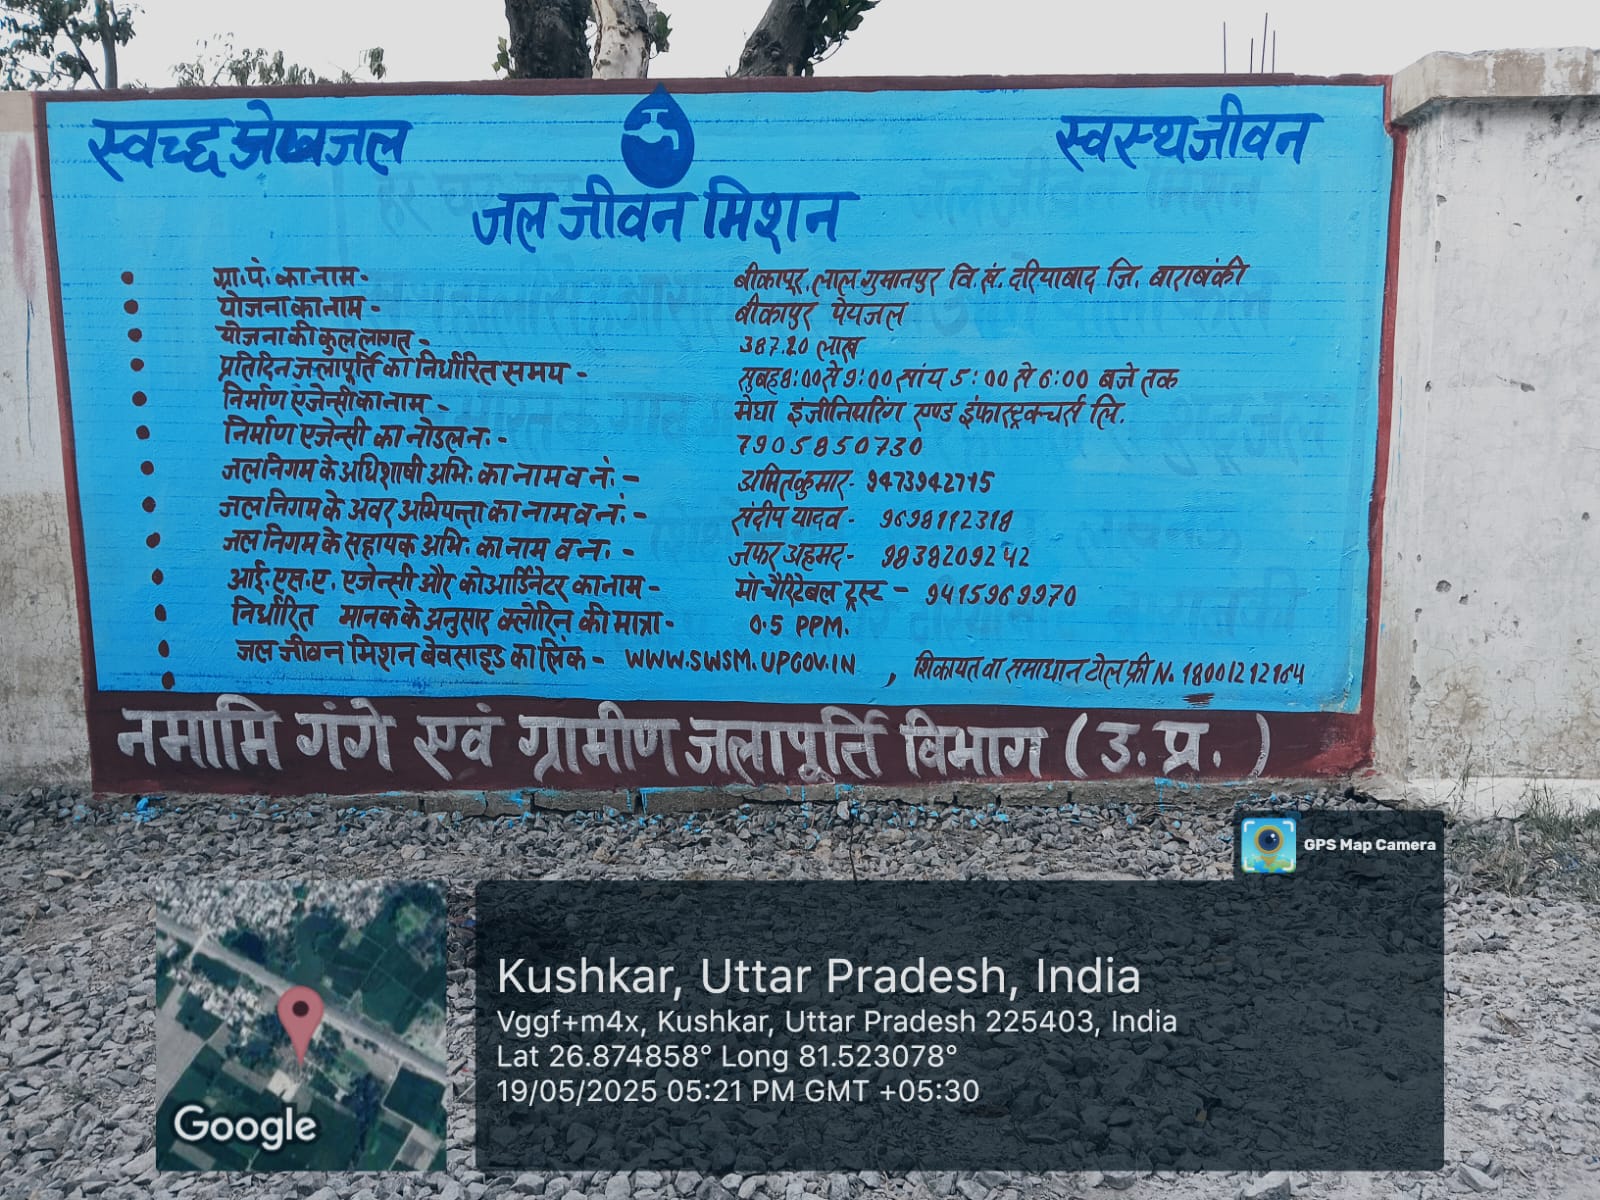 स्वच्छ पेयजल स्वस्थ जीवन
जल जीवन मिशन
ग्रा.पं. का नाम- बीकापुर, लालगुमानपुर वि.खं. दरियाबाद जि. बाराबंकी
योजना का नाम- बीकापुर पेयजल
योजना की कुल लागत- 387.20 लाख
प्रतिदिन जलापूर्ति का निर्धारित समय- सुबह 8:00 से 9:00 सांय 5:00 से 6:00 बजे तक
निर्माण एंजेन्सी का नाम- मेघा इंजीनियरिंग एण्ड इंफास्ट्रक्चर्स लि.
निर्माण एजेन्सी का नोडल न.- 7905850730
जल निगम के अधिशाषी अभि. का नाम व नं:- अमित कुमार- 9473942715
जल निगम के अवर अभियन्ता का नाम व नं:- संदीप यादव- 9698112318
जल निगम के सहायक अभि. का नाम व न.:- जफर अहमद- 9838209242
आई.एस.ए. एजेन्सी और कोआर्डिनेटर का नाम- मां चैरिटेबल ट्रस्ट- 9415969970
निर्धारित मानक के अनुसार क्लोरिन की मात्रा- 0.5 PPM.
जल जीवन मिशन बेवसाइड का लिंक- WWW.SWSM.UPGOV.IN, शिकायत वा समाधान टोल फ्री N. 18001212164
नमामि गंगे एवं ग्रामीण जलापूर्ति विभाग (उ.प्र.)
GPS Map Camera
Kushkar, Uttar Pradesh, India
Vggf+m4x, Kushkar, Uttar Pradesh 225403, India
Lat 26.874858° Long 81.523078°
19/05/2025 05:21 PM GMT +05:30
Google